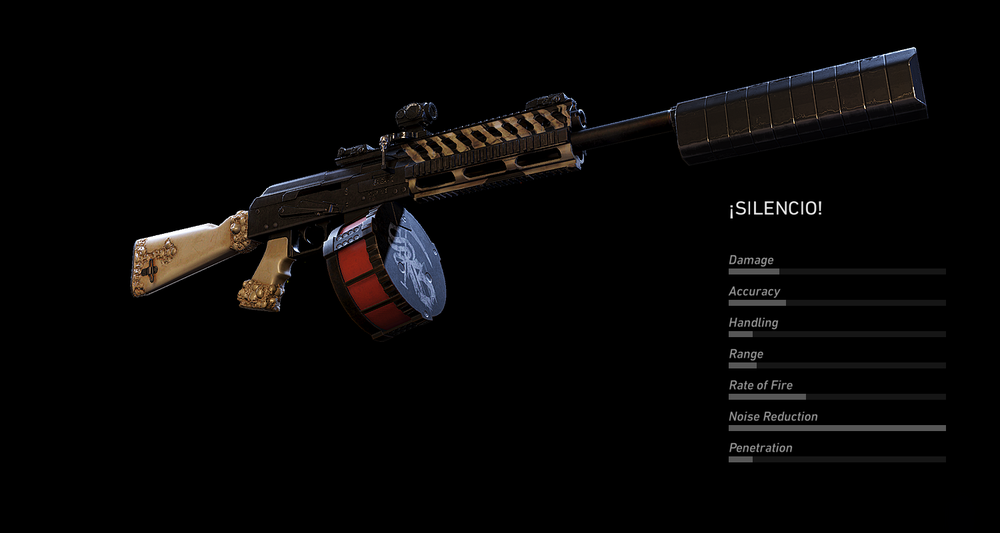 ¡SILENCIO!
Damage
Accuracy
Handling
Range
Rate of Fire
Noise Reduction
Penetration